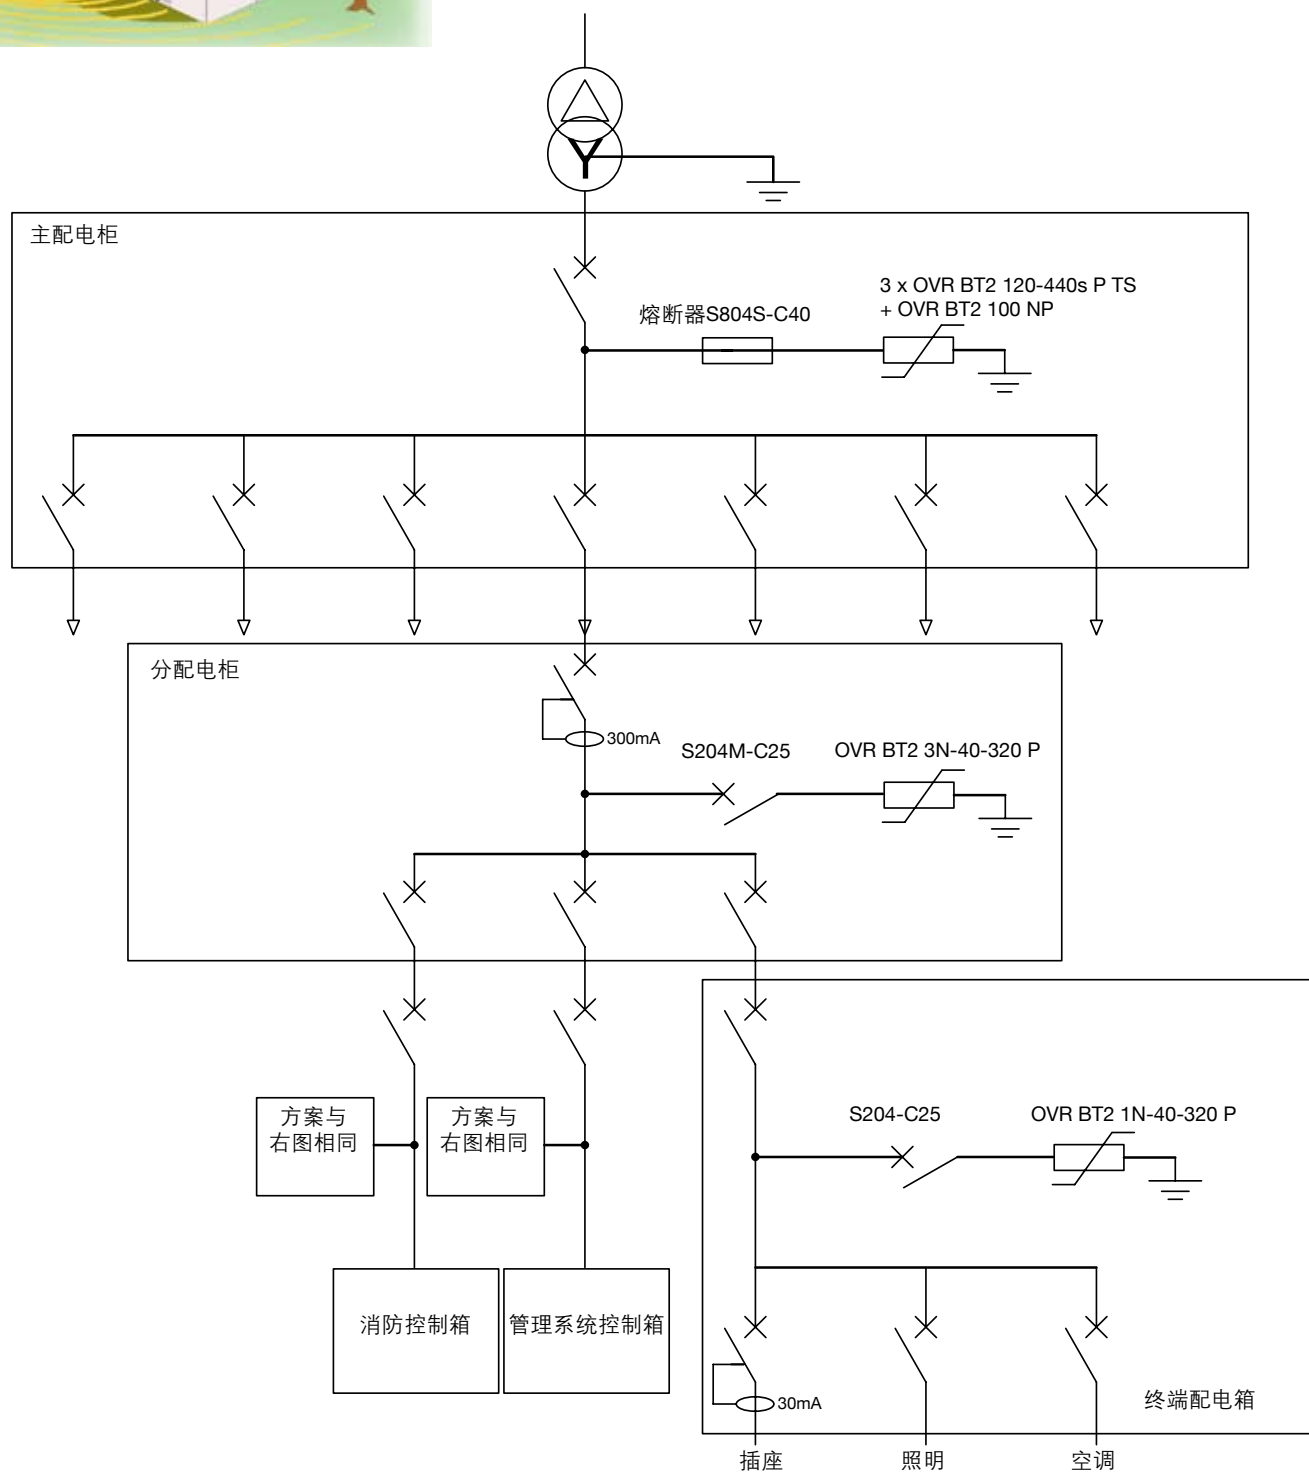 主配电柜
熔断器S804S-C40
3 x OVR BT2 120-440s P TS
+ OVR BT2 100 NP
分配电柜
300mA
S204M-C25
OVR BT2 3N-40-320 P
方案与
右图相同
方案与
右图相同
S204-C25
OVR BT2 1N-40-320 P
消防控制箱
管理系统控制箱
30mA
终端配电箱
插座
照明
空调